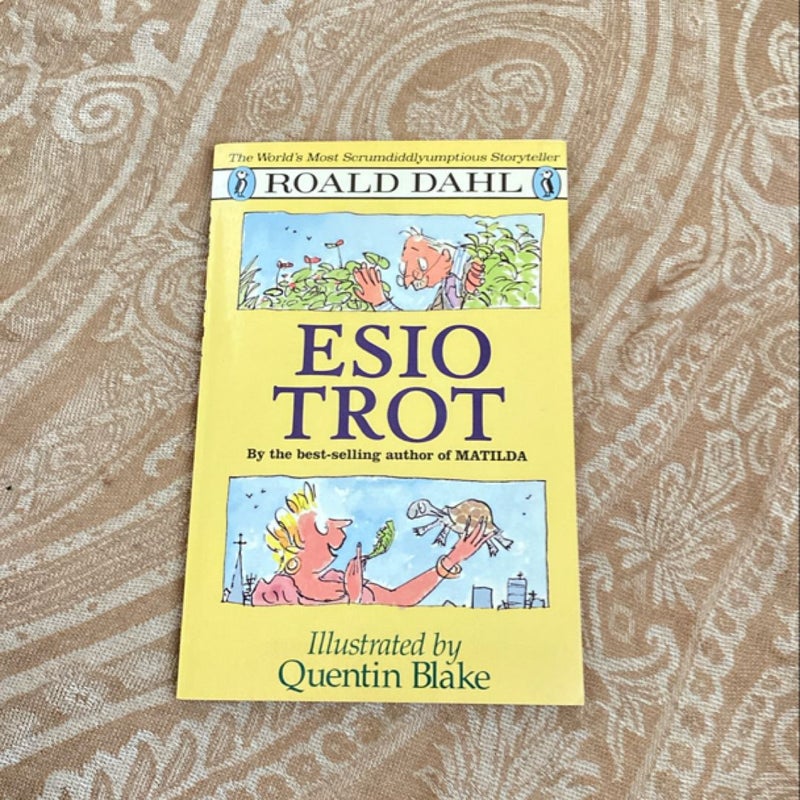 The World's Most Scrumdiddlyumptious Storyteller
ROALD DAHL
ESIO
TROT
By the best-selling author of MATILDA
Illustrated by
Quentin Blake